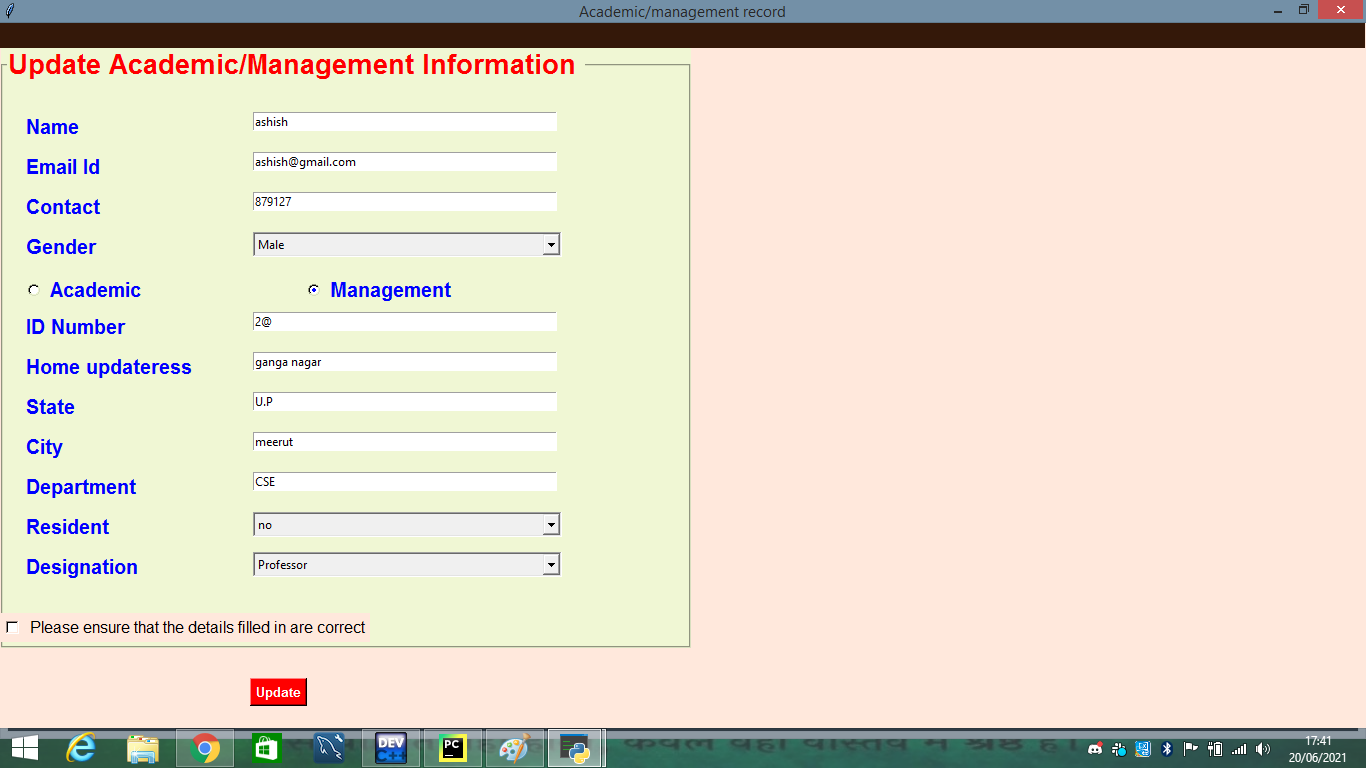 Academic/management record
Update Academic/Management Information
Name ashish
Email Id ashish@gmail.com
Contact 879127
Gender Male
Academic Management
ID Number 2@
Home updateress ganga nagar
State U.P
City meerut
Department CSE
Resident no
Designation Professor
Please ensure that the details filled in are correct
Update
DEV
C++
PC
17:41
20/06/2021